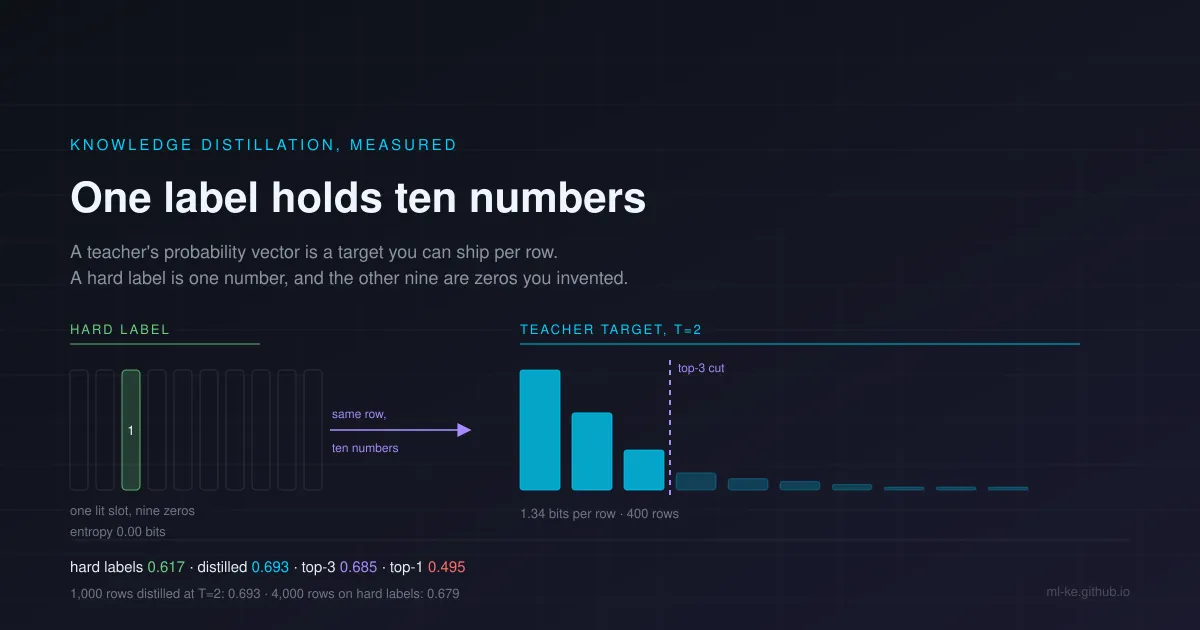 KNOWLEDGE DISTILLATION, MEASURED
One label holds ten numbers
A teacher's probability vector is a target you can ship per row.
A hard label is one number, and the other nine are zeros you invented.
HARD LABEL
1
same row,
ten numbers
one lit slot, nine zeros
entropy 0.00 bits
TEACHER TARGET, T=2
top-3 cut
1.34 bits per row · 400 rows
hard labels 0.617 · distilled 0.693 · top-3 0.685 · top-1 0.495
1,000 rows distilled at T=2: 0.693 · 4,000 rows on hard labels: 0.679
ml-ke.github.io